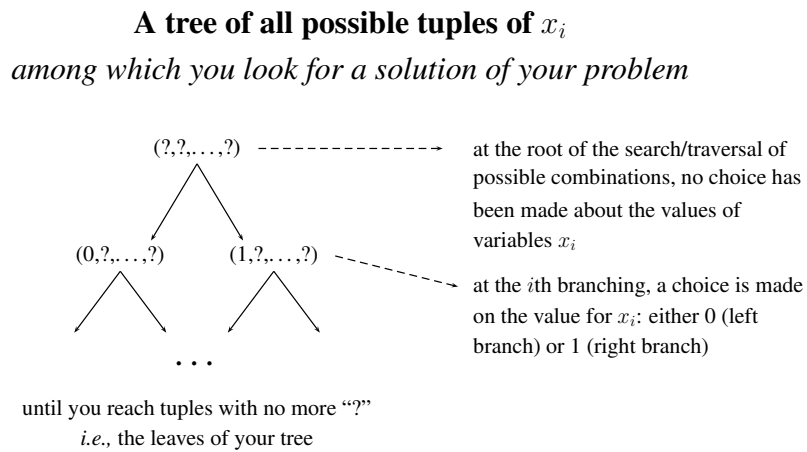 A tree of all possible tuples of x_i
among which you look for a solution of your problem
(?,?,...,?)
at the root of the search/traversal of
possible combinations, no choice has
been made about the values of
variables x_i
(0,?,...,?) (1,?,...,?)
at the ith branching, a choice is made
on the value for x_i: either 0 (left
branch) or 1 (right branch)
...
until you reach tuples with no more “?”
i.e., the leaves of your tree